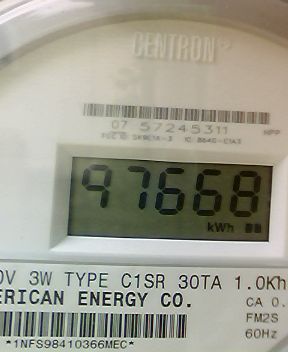 CENTRON
07 57245311
97668
kWh
0V 3W TYPE C1SR 30TA 1.0Kh
ERICAN ENERGY CO.
CA 0.
FM2S
60Hz
*1NFS98410366MEC*